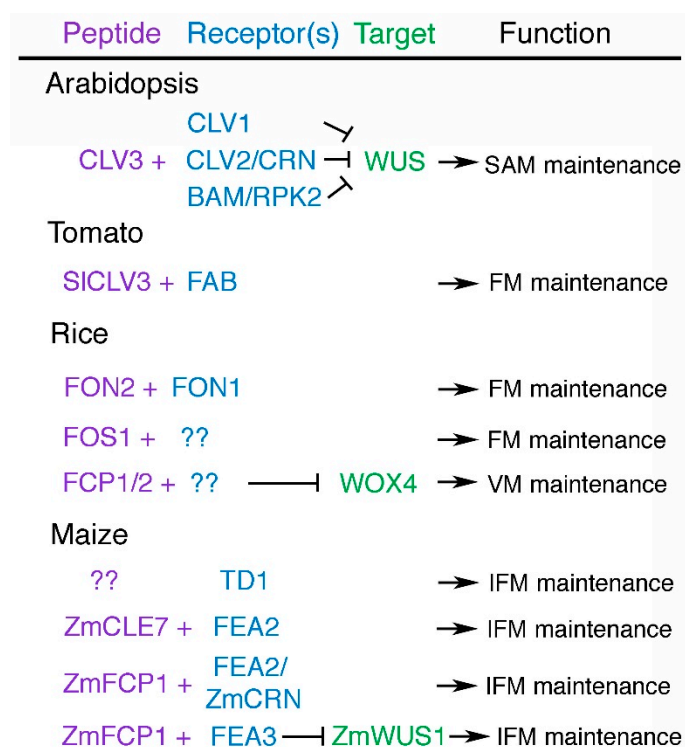 Peptide Receptor(s) Target Function
Arabidopsis
CLV1
CLV3 + CLV2/CRN WUS SAM maintenance
BAM/RPK2
Tomato
SlCLV3 + FAB FM maintenance
Rice
FON2 + FON1 FM maintenance
FOS1 + ?? FM maintenance
FCP1/2 + ?? WOX4 VM maintenance
Maize
?? TD1 IFM maintenance
ZmCLE7 + FEA2 IFM maintenance
ZmFCP1 + FEA2/ZmCRN IFM maintenance
ZmFCP1 + FEA3 ZmWUS1 IFM maintenance